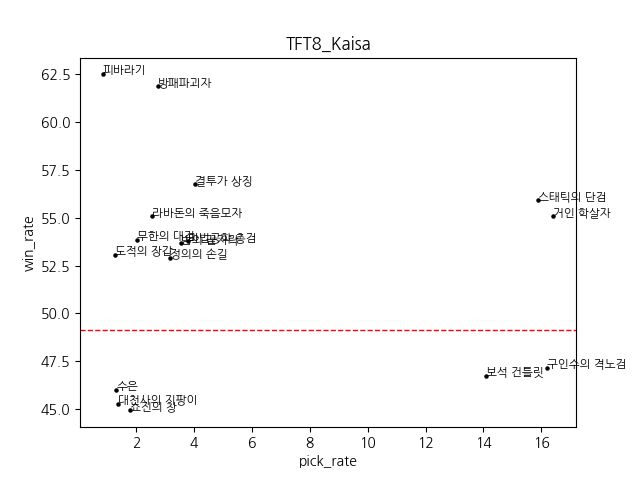 TFT8_Kaisa
win_rate
62.5
60.0
57.5
55.0
52.5
50.0
47.5
45.0
피바라기
방패파괴자
결투가 상징
스태틱의 단검
거인 학살자
라바돈의 죽음모자
무한의 대검
도적의 장갑
정의의 손길
구인수의 격노검
보석 건틀릿
수은
대천사의 지팡이
쇼진의 창
2
4
6
8
10
12
14
16
pick_rate